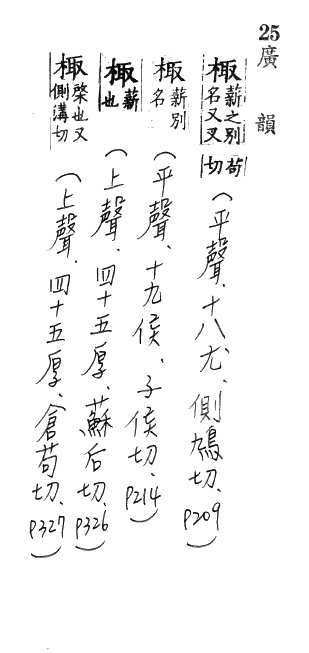 25
廣韻
棷薪之別名又叉苟切（平聲、十八尤、側鳩切、P209）
棷薪別名（平聲、十九侯、子侯切、P214）
棷薪也（上聲、四十五厚、蘇后切、P326）
棷棨也又側溝切（上聲、四十五厚、倉苟切、P327）